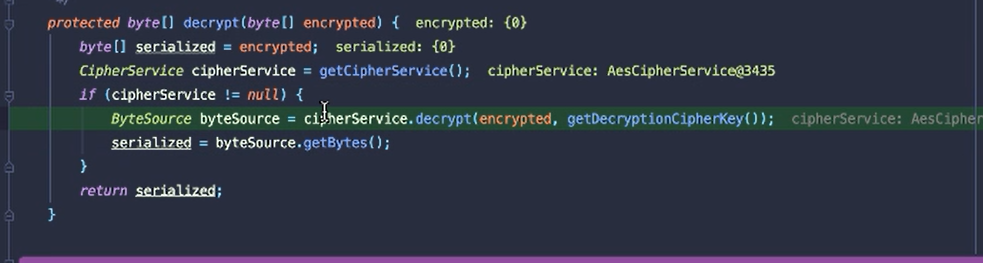 */
protected byte[] decrypt(byte[] encrypted) { encrypted: {0}
byte[] serialized = encrypted; serialized: {0}
CipherService cipherService = getCipherService(); cipherService: AesCipherService@3435
if (cipherService != null) {
ByteSource byteSource = cipherService.decrypt(encrypted, getDecryptionCipherKey()); cipherService: AesCipher
serialized = byteSource.getBytes();
}
return serialized;
}